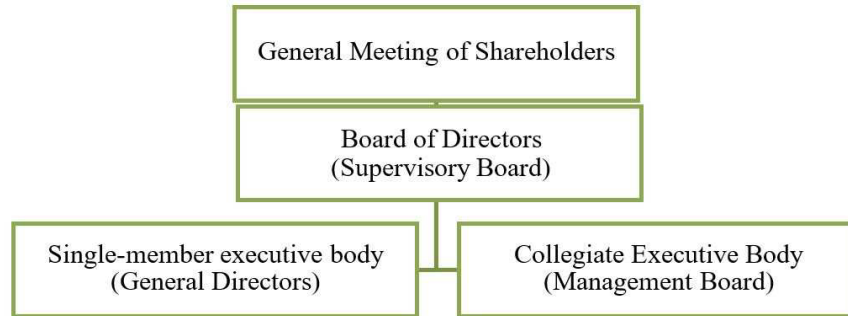 General Meeting of Shareholders
Board of Directors
(Supervisory Board)
Single-member executive body
(General Directors)
Collegiate Executive Body
(Management Board)